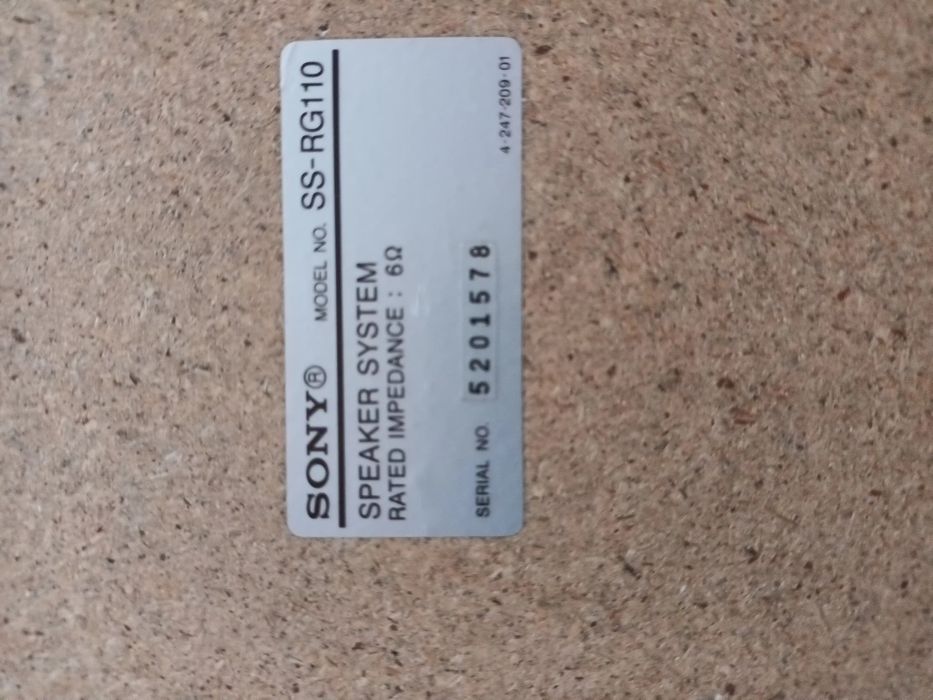 SONY® MODEL NO. SS-RG110
SPEAKER SYSTEM
RATED IMPEDANCE : 6Ω
SERIAL NO. 5201578
4-247-209-01